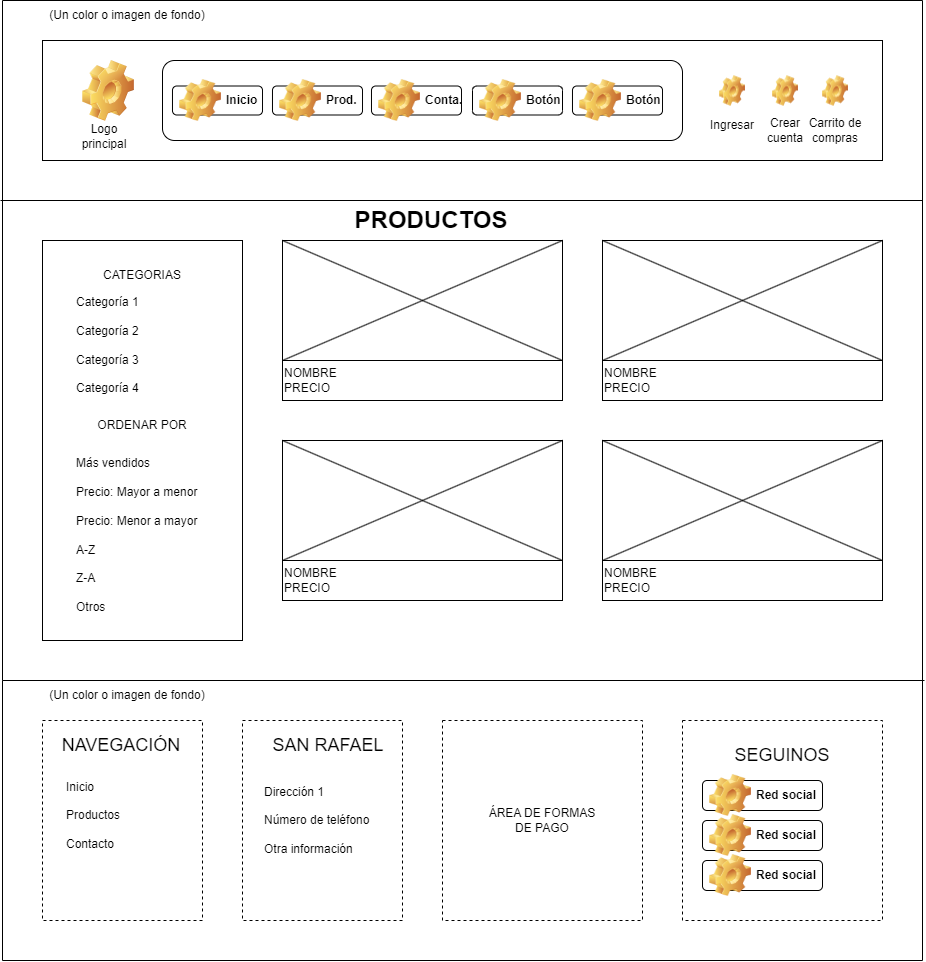 (Un color o imagen de fondo)
Logo
principal
Inicio
Prod.
Conta.
Botón
Botón
Ingresar
Crear
cuenta
Carrito de
compras
PRODUCTOS
CATEGORIAS
Categoría 1
Categoría 2
Categoría 3
Categoría 4
ORDENAR POR
Más vendidos
Precio: Mayor a menor
Precio: Menor a mayor
A-Z
Z-A
Otros
NOMBRE
PRECIO
NOMBRE
PRECIO
NOMBRE
PRECIO
NOMBRE
PRECIO
(Un color o imagen de fondo)
NAVEGACIÓN
Inicio
Productos
Contacto
SAN RAFAEL
Dirección 1
Número de teléfono
Otra información
ÁREA DE FORMAS
DE PAGO
SEGUINOS
Red social
Red social
Red social